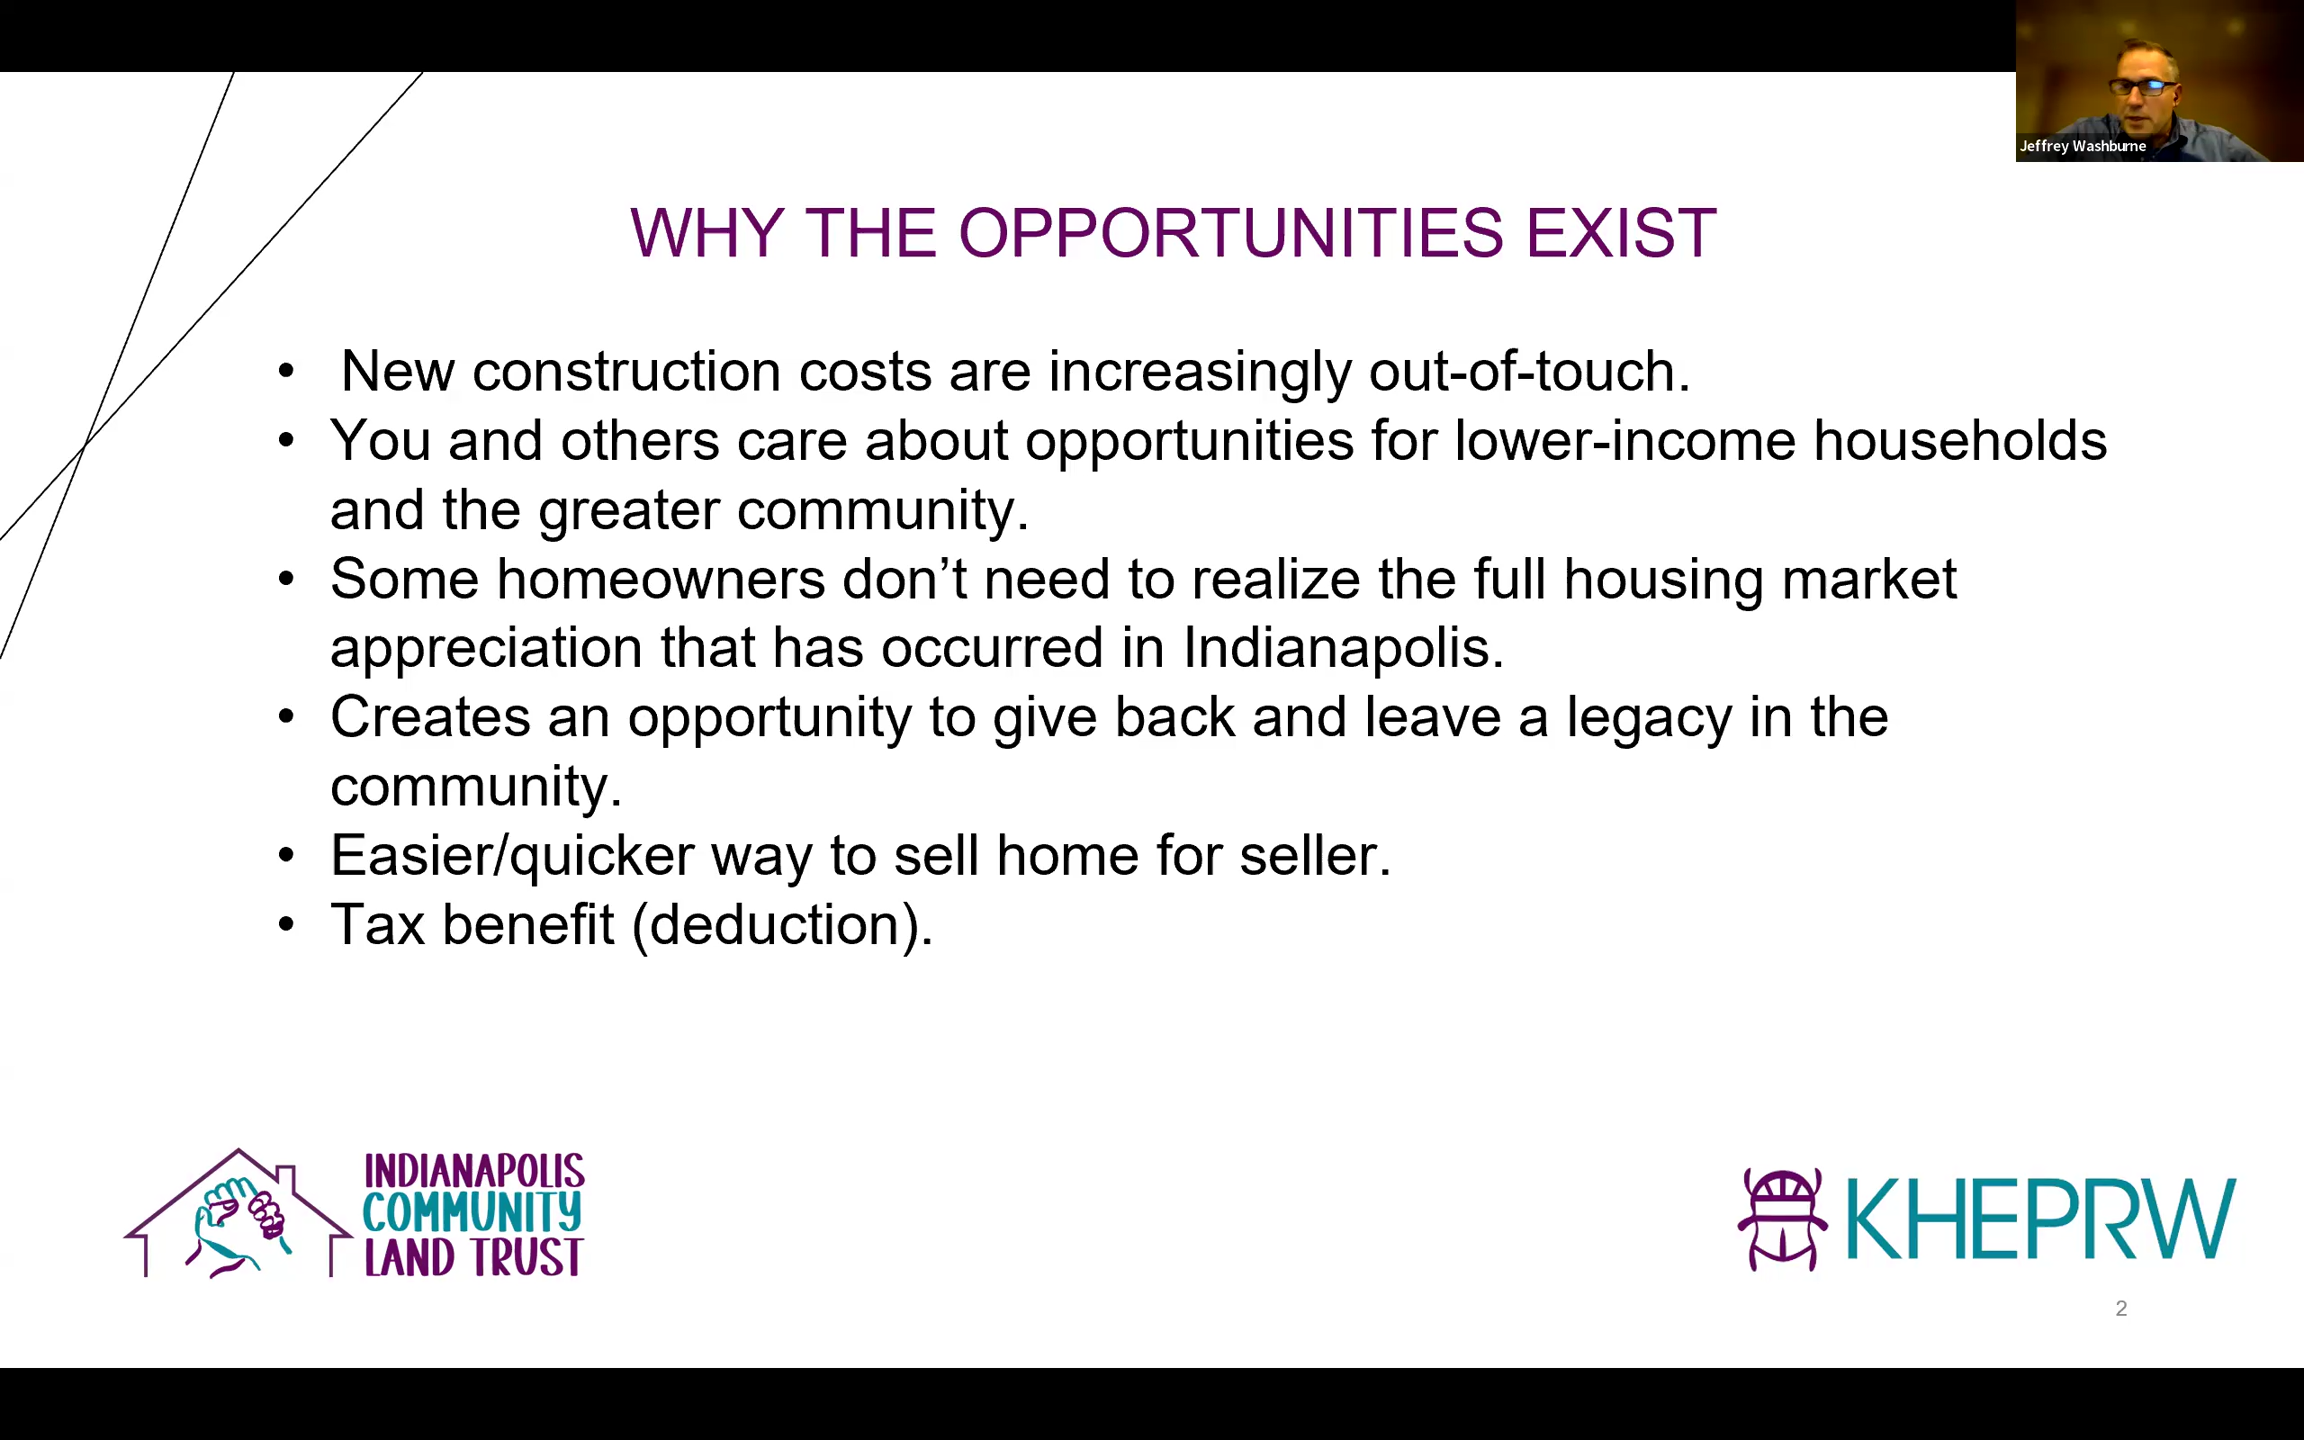 Jeffrey Washburne
WHY THE OPPORTUNITIES EXIST
• New construction costs are increasingly out-of-touch.
• You and others care about opportunities for lower-income households
and the greater community.
• Some homeowners don’t need to realize the full housing market
appreciation that has occurred in Indianapolis.
• Creates an opportunity to give back and leave a legacy in the
community.
• Easier/quicker way to sell home for seller.
• Tax benefit (deduction).
INDIANAPOLIS
COMMUNITY
LAND TRUST
KHEPRW
2